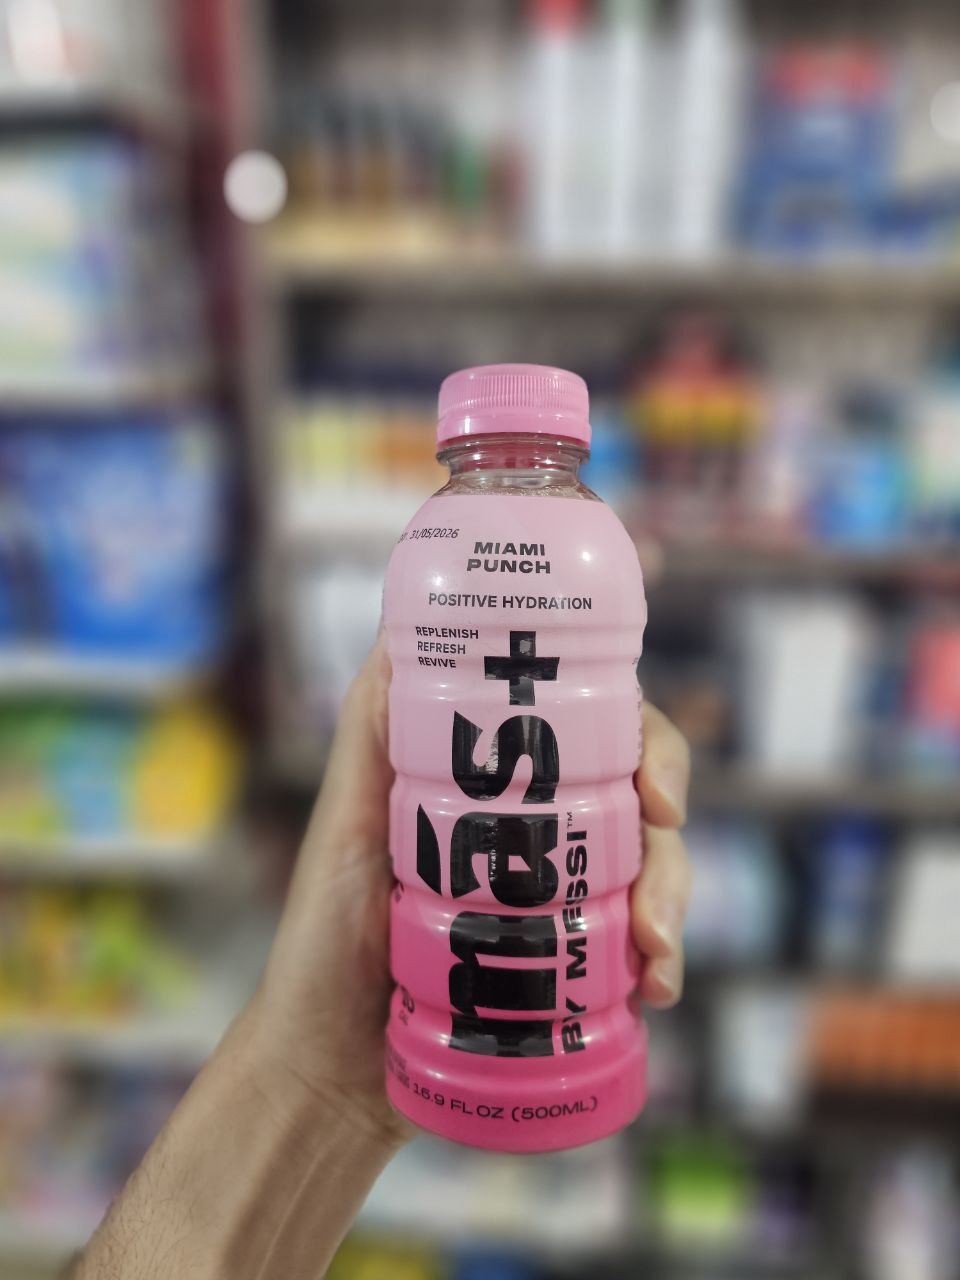 31/05/2026
MIAMI
PUNCH
POSITIVE HYDRATION
REPLENISH
REFRESH
REVIVE
más+
BY MESSI™
16.9 FL OZ (500ML)